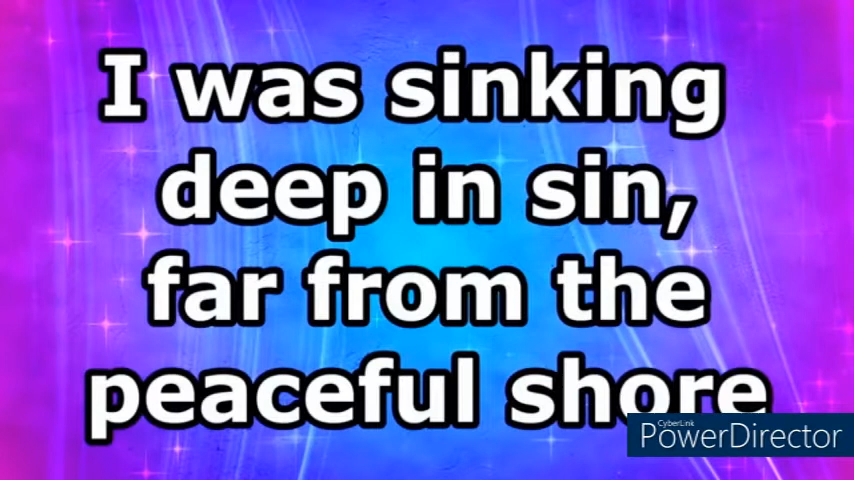 I was sinking
deep in sin,
far from the
peaceful shore
CyberLink
PowerDirector